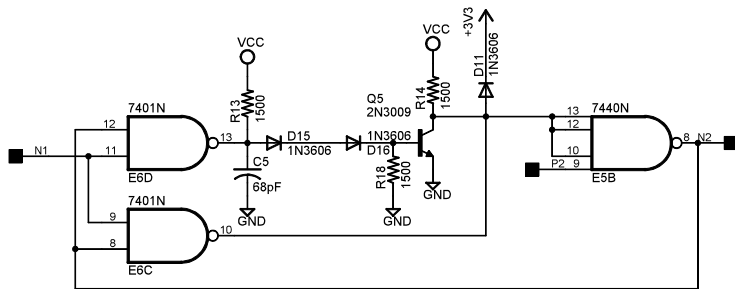 +3V3
VCC
VCC
D11
1N3606
7401N
R13
1500
Q5
2N3009
R14
1500
7440N
12
13
D15
1N3606
1N3606
D16
13
12
8
N2
N1
11
10
P2
9
E6D
C5
68pF
R18
1500
E5B
7401N
GND
GND
GND
9
10
8
E6C